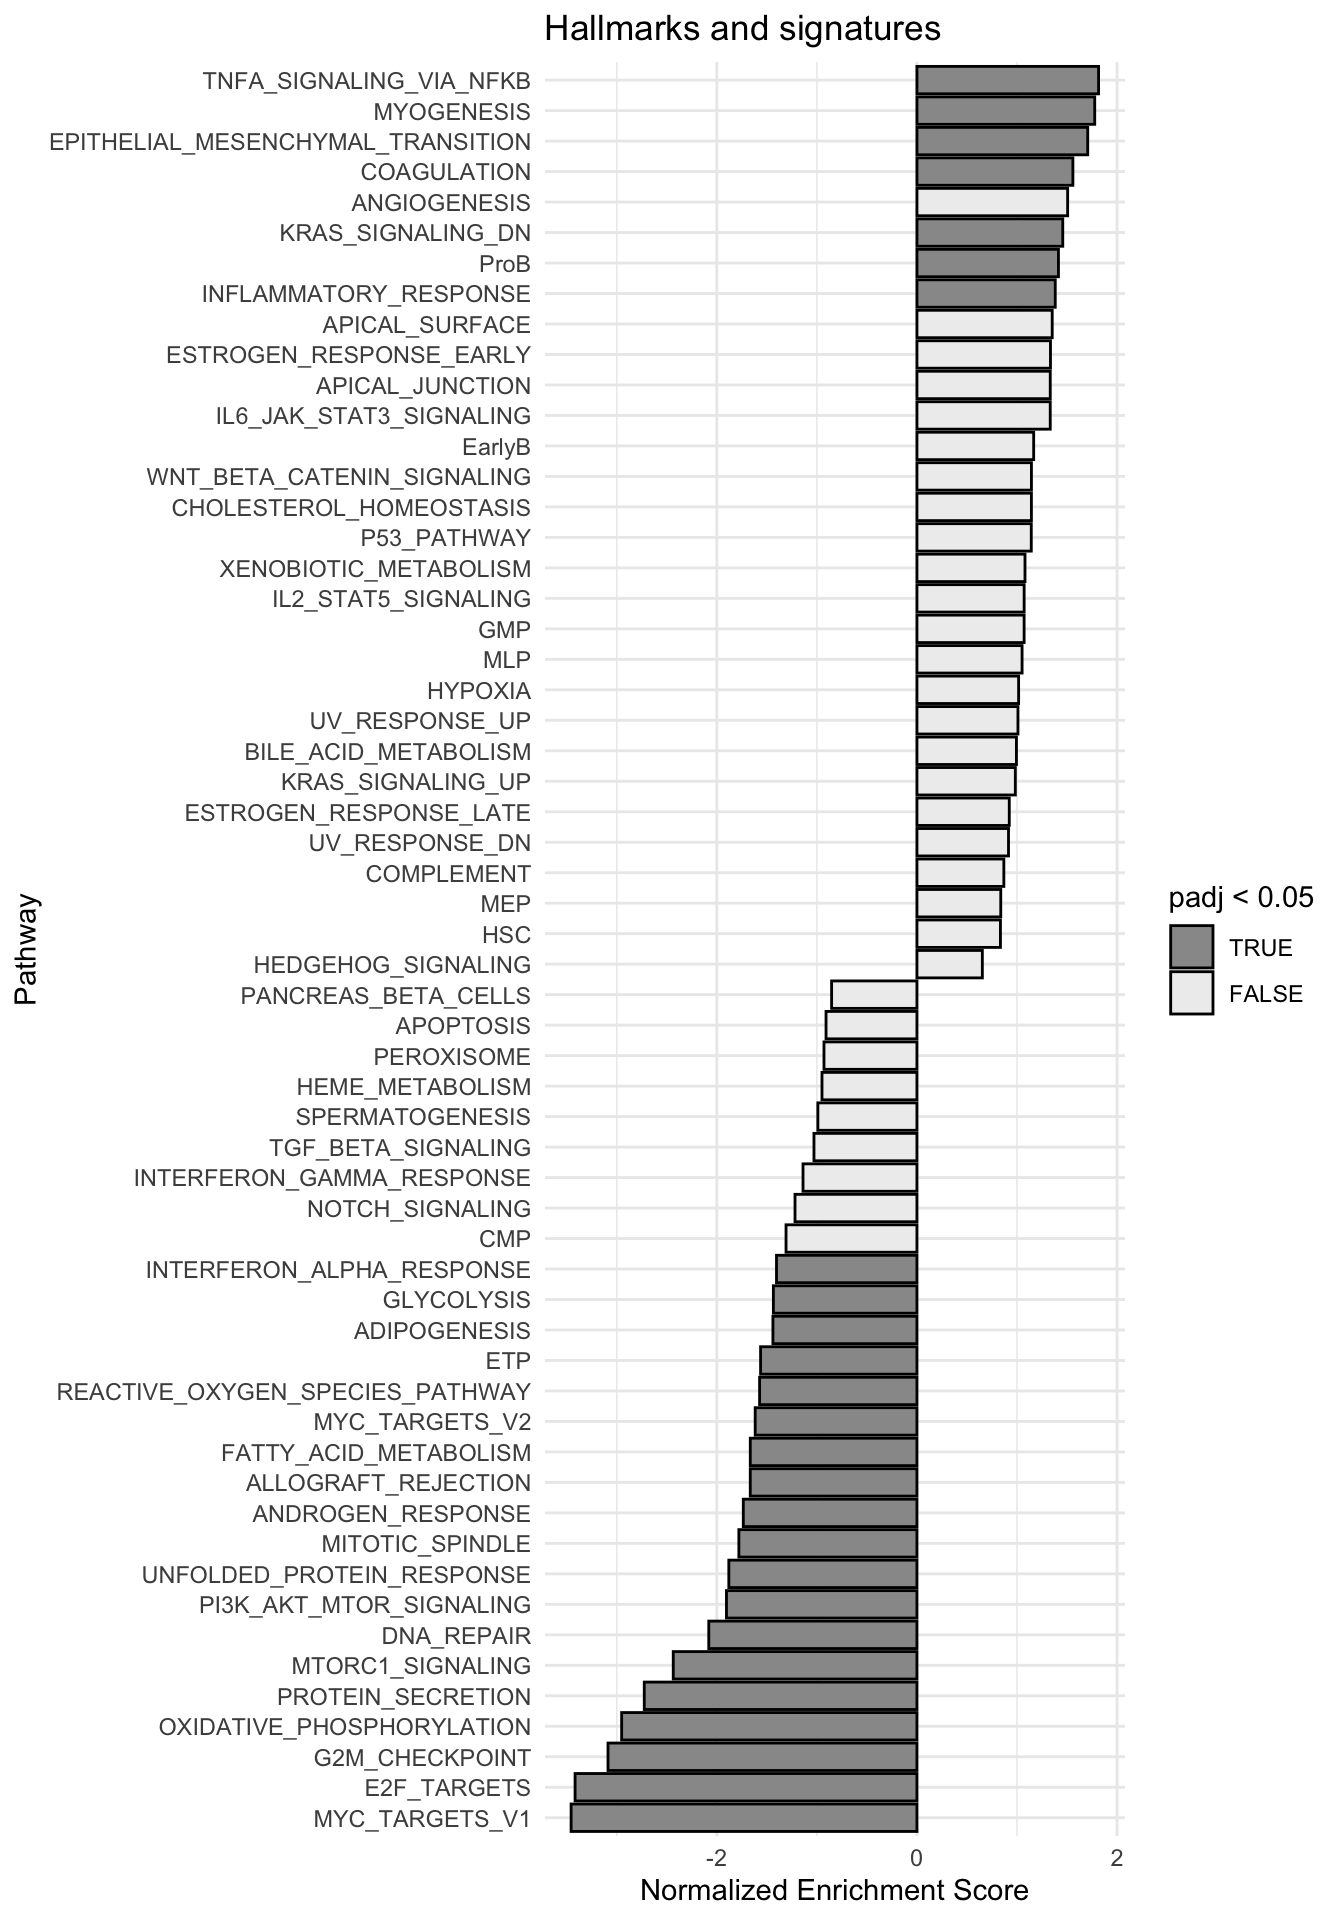 Hallmarks and signatures
TNFA_SIGNALING_VIA_NFKB
MYOGENESIS
EPITHELIAL_MESENCHYMAL_TRANSITION
COAGULATION
ANGIOGENESIS
KRAS_SIGNALING_DN
ProB
INFLAMMATORY_RESPONSE
APICAL_SURFACE
ESTROGEN_RESPONSE_EARLY
APICAL_JUNCTION
IL6_JAK_STAT3_SIGNALING
EarlyB
WNT_BETA_CATENIN_SIGNALING
CHOLESTEROL_HOMEOSTASIS
P53_PATHWAY
XENOBIOTIC_METABOLISM
IL2_STAT5_SIGNALING
GMP
MLP
HYPOXIA
UV_RESPONSE_UP
BILE_ACID_METABOLISM
KRAS_SIGNALING_UP
ESTROGEN_RESPONSE_LATE
UV_RESPONSE_DN
COMPLEMENT
MEP
HSC
HEDGEHOG_SIGNALING
PANCREAS_BETA_CELLS
APOPTOSIS
PEROXISOME
HEME_METABOLISM
SPERMATOGENESIS
TGF_BETA_SIGNALING
INTERFERON_GAMMA_RESPONSE
NOTCH_SIGNALING
CMP
INTERFERON_ALPHA_RESPONSE
GLYCOLYSIS
ADIPOGENESIS
ETP
REACTIVE_OXYGEN_SPECIES_PATHWAY
MYC_TARGETS_V2
FATTY_ACID_METABOLISM
ALLOGRAFT_REJECTION
ANDROGEN_RESPONSE
MITOTIC_SPINDLE
UNFOLDED_PROTEIN_RESPONSE
PI3K_AKT_MTOR_SIGNALING
DNA_REPAIR
MTORC1_SIGNALING
PROTEIN_SECRETION
OXIDATIVE_PHOSPHORYLATION
G2M_CHECKPOINT
E2F_TARGETS
MYC_TARGETS_V1
Pathway
-2 0 2
Normalized Enrichment Score
padj < 0.05
TRUE
FALSE